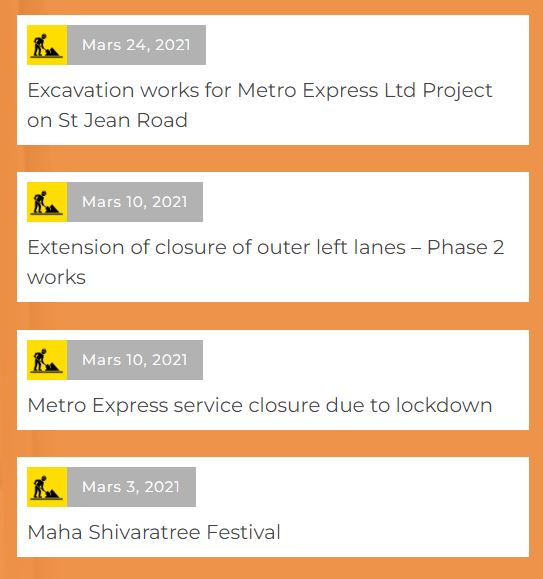 Mars 24, 2021
Excavation works for Metro Express Ltd Project
on St Jean Road
Mars 10, 2021
Extension of closure of outer left lanes – Phase 2
works
Mars 10, 2021
Metro Express service closure due to lockdown
Mars 3, 2021
Maha Shivaratree Festival